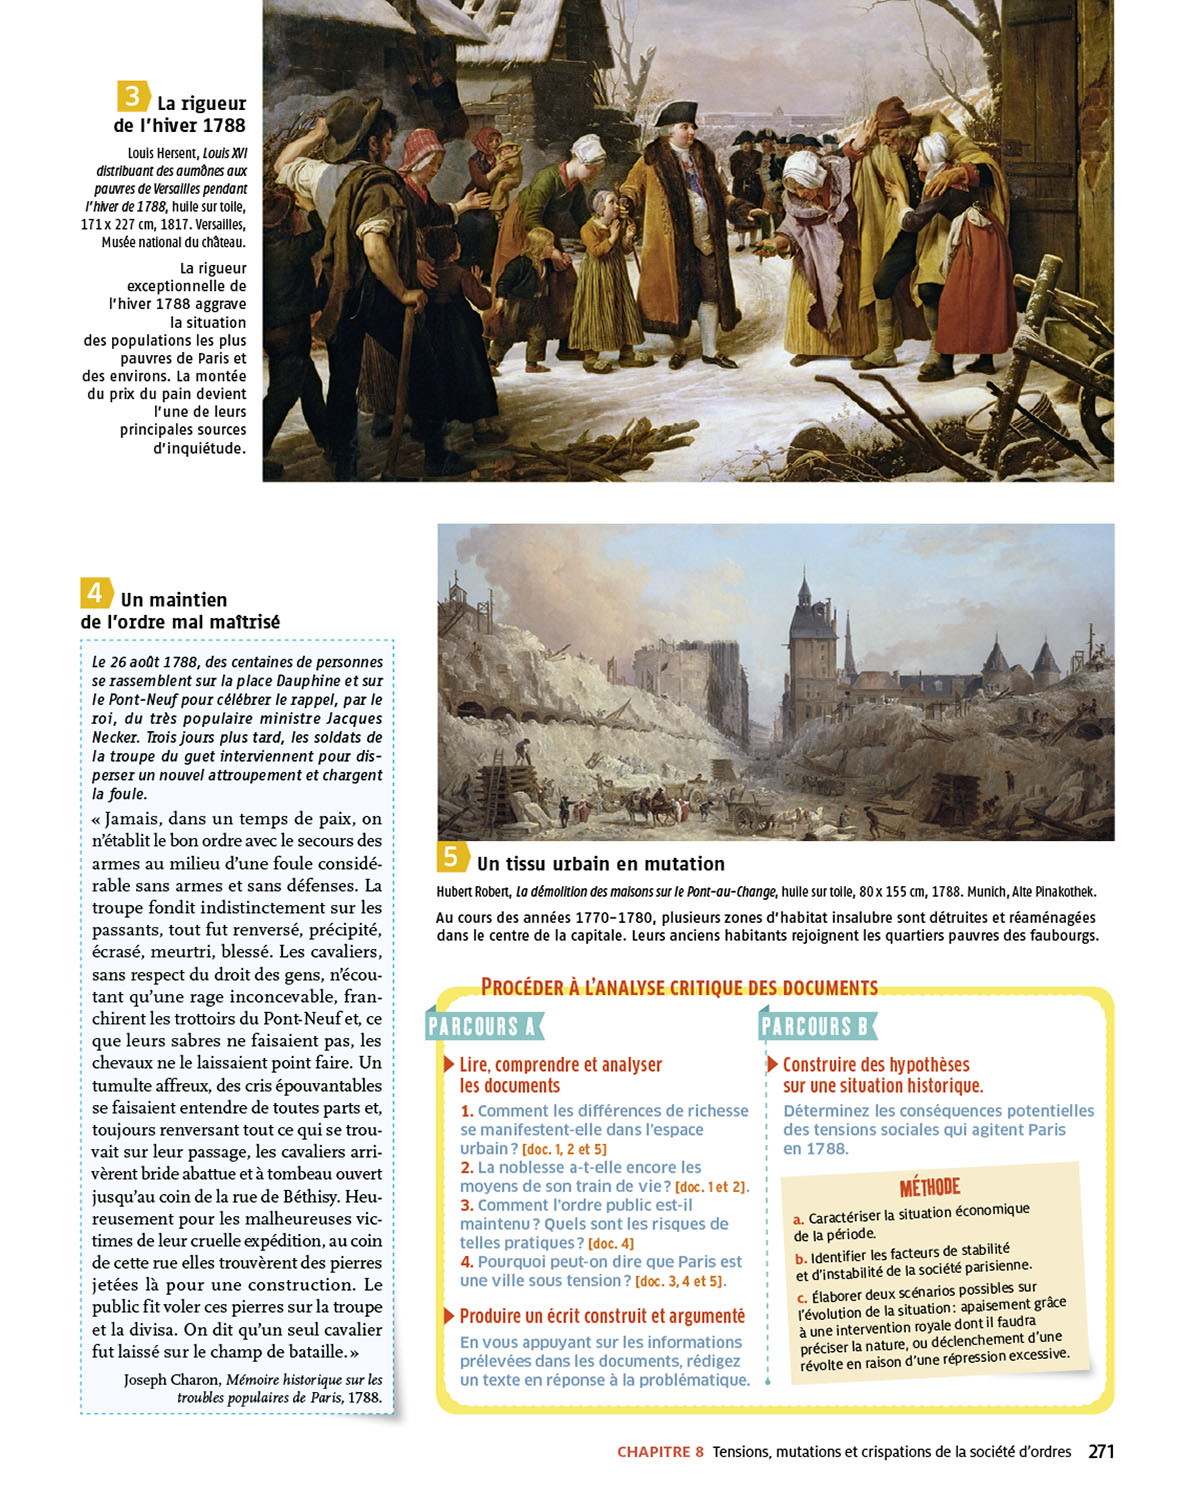 3 La rigueur
de l'hiver 1788
Louis Hersent, Louis XVI
distribuant des aumônes aux
pauvres de Versailles pendant
l'hiver de 1788, huile sur toile,
171 x 227 cm, 1817. Versailles,
Musée national du château.
La rigueur
exceptionnelle de
l'hiver 1788 aggrave
la situation
des populations les plus
pauvres de Paris et
des environs. La montée
du prix du pain devient
l'une de leurs
principales sources
d'inquiétude.
4 Un maintien
de l'ordre mal maîtrisé
Le 26 août 1788, des centaines de personnes
se rassemblent sur la place Dauphine et sur
le Pont-Neuf pour célébrer le rappel, par le
roi, du très populaire ministre Jacques
Necker. Trois jours plus tard, les soldats de
la troupe du guet interviennent pour dis-
perser un nouvel attroupement et chargent
la foule.
« Jamais, dans un temps de paix, on
n'établit le bon ordre avec le secours des
armes au milieu d'une foule considé-
rable sans armes et sans défenses. La
troupe fondit indistinctement sur les
passants, tout fut renversé, précipité,
écrasé, meurtri, blessé. Les cavaliers,
sans respect du droit des gens, n'écou-
tant qu'une rage inconcevable, fran-
chirent les trottoirs du Pont-Neuf et, ce
que leurs sabres ne faisaient pas, les
chevaux ne le laissaient point faire. Un
tumulte affreux, des cris épouvantables
se faisaient entendre de toutes parts et,
toujours renversant tout ce qui se trou-
vait sur leur passage, les cavaliers arri-
vèrent bride abattue et à tombeau ouvert
jusqu'au coin de la rue de Béthisy. Heu-
reusement pour les malheureuses vic-
times de leur cruelle expédition, au coin
de cette rue elles trouvèrent des pierres
jetées là pour une construction. Le
public fit voler ces pierres sur la troupe
et la divisa. On dit qu'un seul cavalier
fut laissé sur le champ de bataille. »
Joseph Charon, Mémoire historique sur les
troubles populaires de Paris, 1788.
5 Un tissu urbain en mutation
Hubert Robert, La démolition des maisons sur le Pont-au-Change, huile sur toile, 80 x 155 cm, 1788. Munich, Alte Pinakothek.
Au cours des années 1770-1780, plusieurs zones d'habitat insalubre sont détruites et réaménagées
dans le centre de la capitale. Leurs anciens habitants rejoignent les quartiers pauvres des faubourgs.
PROCÉDER À L'ANALYSE CRITIQUE DES DOCUMENTS
PARCOURS A
Lire, comprendre et analyser
les documents
1. Comment les différences de richesse
se manifestent-elle dans l'espace
urbain ? [doc. 1, 2 et 5]
2. La noblesse a-t-elle encore les
moyens de son train de vie ? [doc. 1 et 2].
3. Comment l'ordre public est-il
maintenu ? Quels sont les risques de
telles pratiques ? [doc. 4]
4. Pourquoi peut-on dire que Paris est
une ville sous tension ? [doc. 3, 4 et 5].
Produire un écrit construit et argumenté
En vous appuyant sur les informations
prélevées dans les documents, rédigez
un texte en réponse à la problématique.
PARCOURS B
Construire des hypothèses
sur une situation historique.
Déterminez les conséquences potentielles
des tensions sociales qui agitent Paris
en 1788.
MÉTHODE
a. Caractériser la situation économique
de la période.
b. Identifier les facteurs de stabilité
et d'instabilité de la société parisienne.
c. Élaborer deux scénarios possibles sur
l'évolution de la situation : apaisement grâce
à une intervention royale dont il faudra
préciser la nature, ou déclenchement d'une
révolte en raison d'une répression excessive.
CHAPITRE 8 Tensions, mutations et crispations de la société d'ordres 271